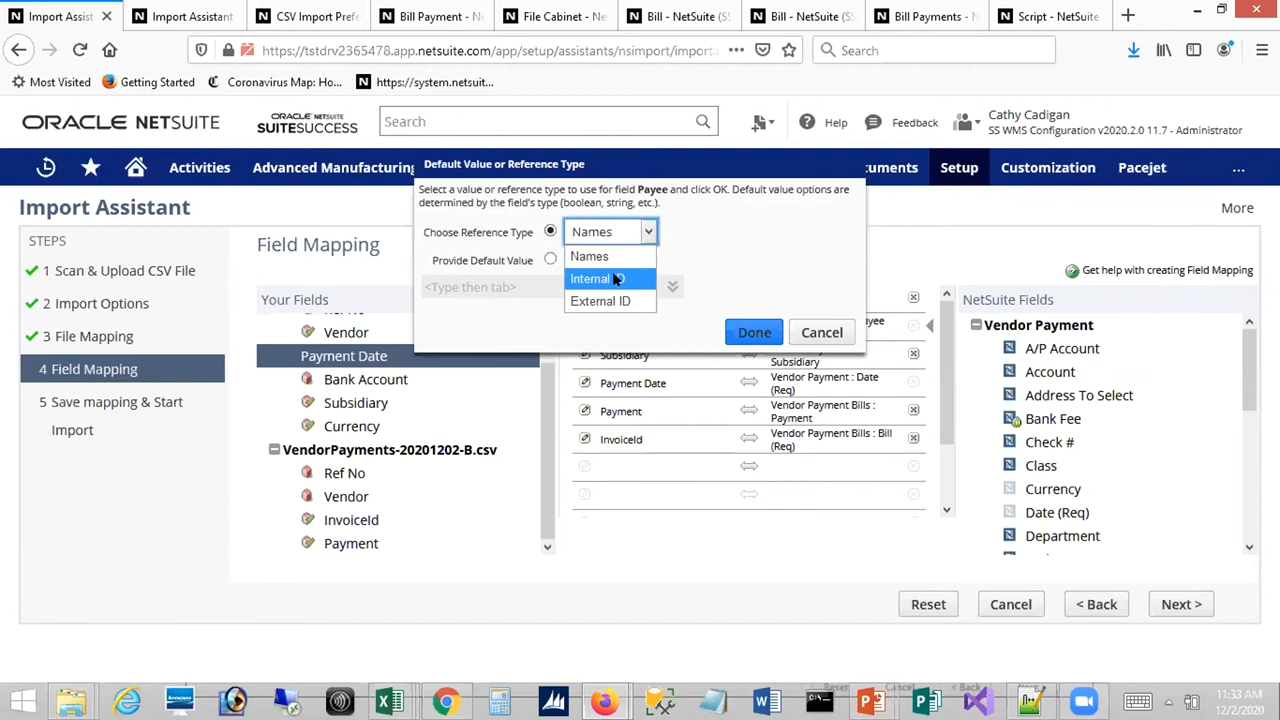 Import Assist
Import Assistant
CSV Import Prefe
Bill Payment - N
File Cabinet - Ne
Bill - NetSuite (SS
Bill - NetSuite (SS
Bill Payments - N
Script - NetSuite
https://tstdrv2365478.app.netsuite.com/app/setup/assistants/nsimport/importa
Search
Most Visited
Getting Started
Coronavirus Map: Ho...
https://system.netsuite...
ORACLE NETSUITE
ORACLE NETSUITE
SUITESUCCESS
Search
Help
Feedback
Cathy Cadigan
SS WMS Configuration v2020.2.0 11.7 - Administrator
Activities
Advanced Manufacturing
Setup
Customization
Pacejet
...
Default Value or Reference Type
Select a value or reference type to use for field Payee and click OK. Default value options are
determined by the field's type (boolean, string, etc.).
Choose Reference Type
Names
Names
Internal ID
External ID
Provide Default Value
<Type then tab>
Done
Cancel
Import Assistant
More
STEPS
1 Scan & Upload CSV File
2 Import Options
3 File Mapping
4 Field Mapping
5 Save mapping & Start
Import
Field Mapping
Get help with creating Field Mapping
Your Fields
Vendor
Payment Date
Bank Account
Subsidiary
Currency
VendorPayments-20201202-B.csv
Ref No
Vendor
InvoiceId
Payment
Subsidiary
Subsidiary
Payment Date
Vendor Payment : Date
(Req)
Payment
Vendor Payment Bills :
Payment
InvoiceId
Vendor Payment Bills : Bill
(Req)
NetSuite Fields
Vendor Payment
A/P Account
Account
Address To Select
Bank Fee
Check #
Class
Currency
Date (Req)
Department
Reset
Cancel
< Back
Next >
11:33 AM
12/2/2020